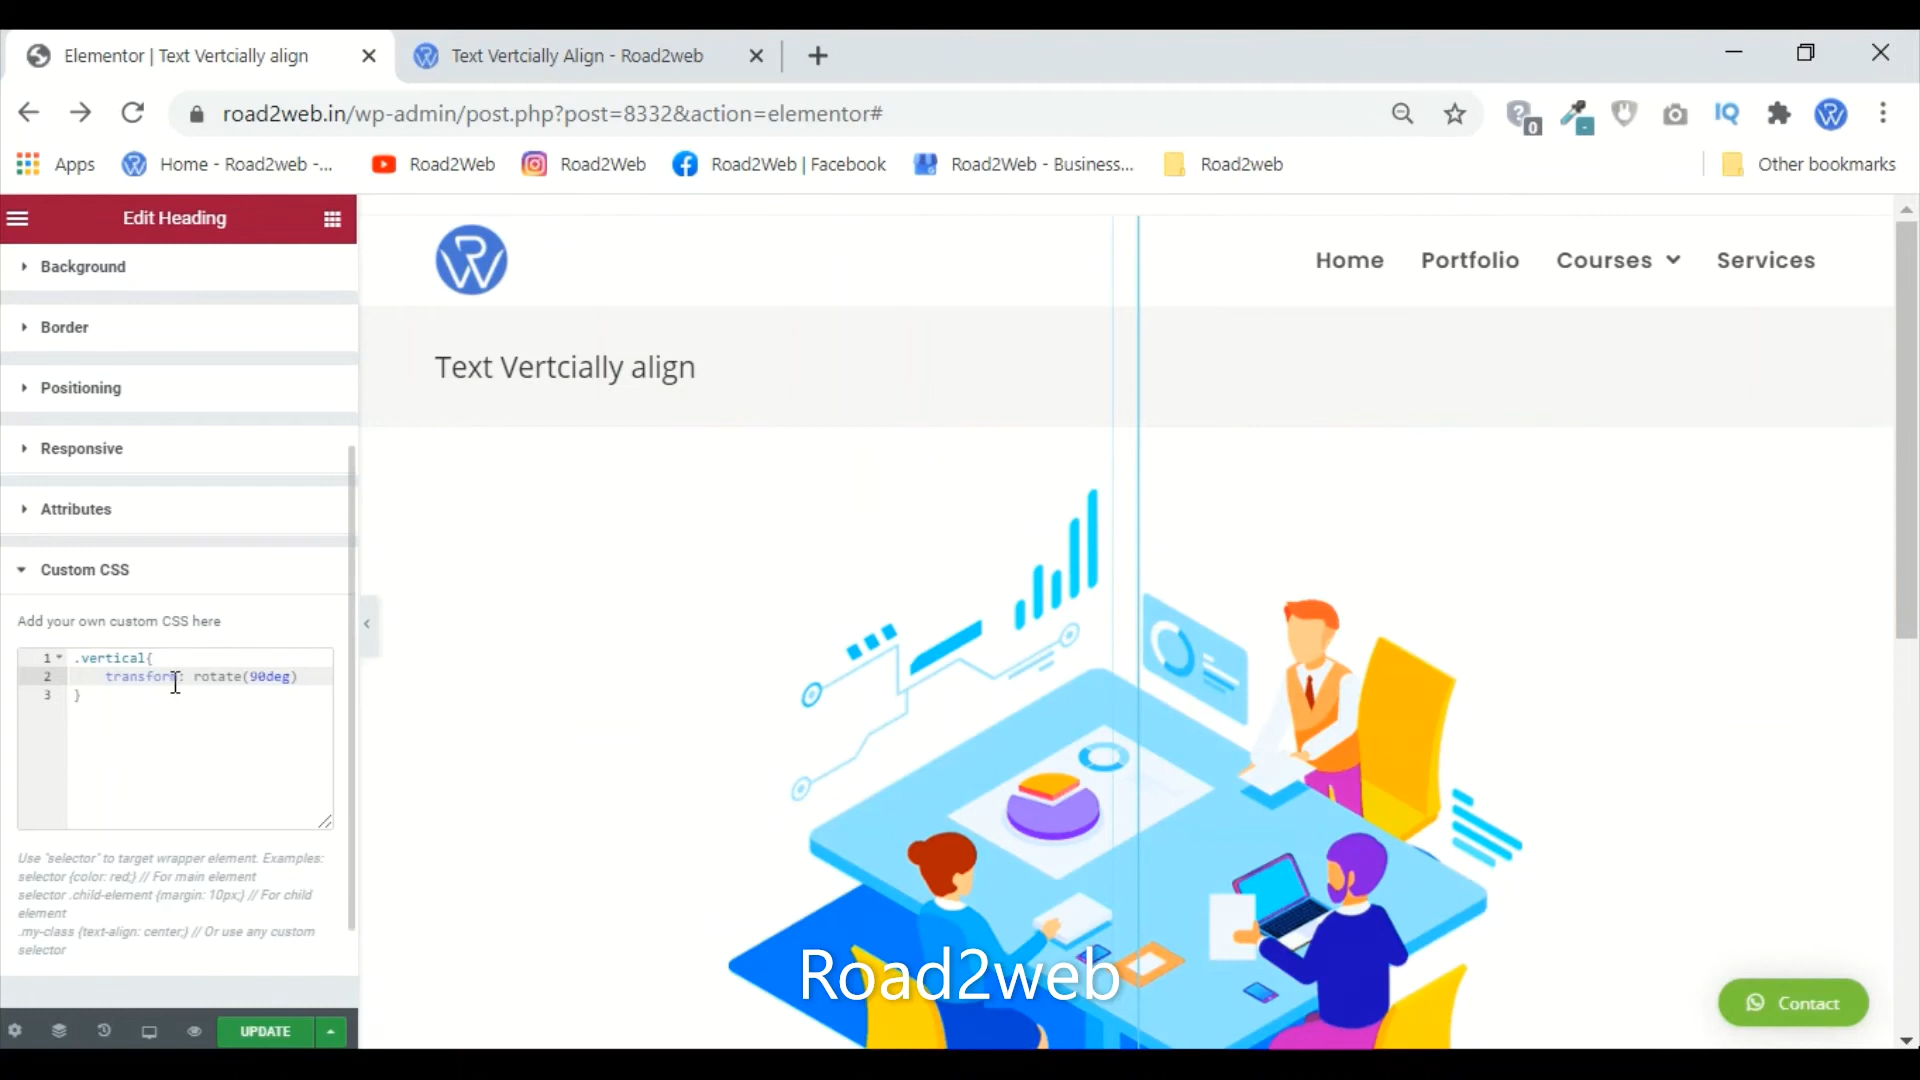 Elementor | Text Vertcially align
Text Vertcially Align - Road2web
road2web.in/wp-admin/post.php?post=8332&action=elementor#
0
IQ
Apps
Home - Road2web -...
Road2Web
Road2Web
Road2Web | Facebook
Road2Web - Business...
Road2web
Other bookmarks
Edit Heading
Background
Border
Positioning
Responsive
Attributes
Custom CSS
Add your own custom CSS here
1 .vertical{
2 transform: rotate(90deg)
3 }
Use "selector" to target wrapper element. Examples:
selector {color: red;} // For main element
selector .child-element {margin: 10px;} // For child
element
.my-class {text-align: center;} // Or use any custom
selector
UPDATE
Home Portfolio Courses Services
Text Vertcially align
Road2web
Contact